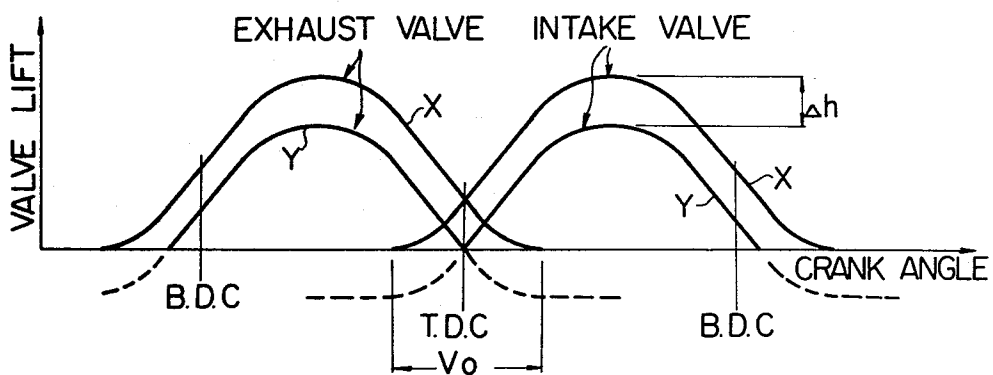 EXHAUST VALVE
INTAKE VALVE
VALVE LIFT
X
Y
Δh
X
Y
CRANK ANGLE
B.D.C
T.D.C
B.D.C
Vo